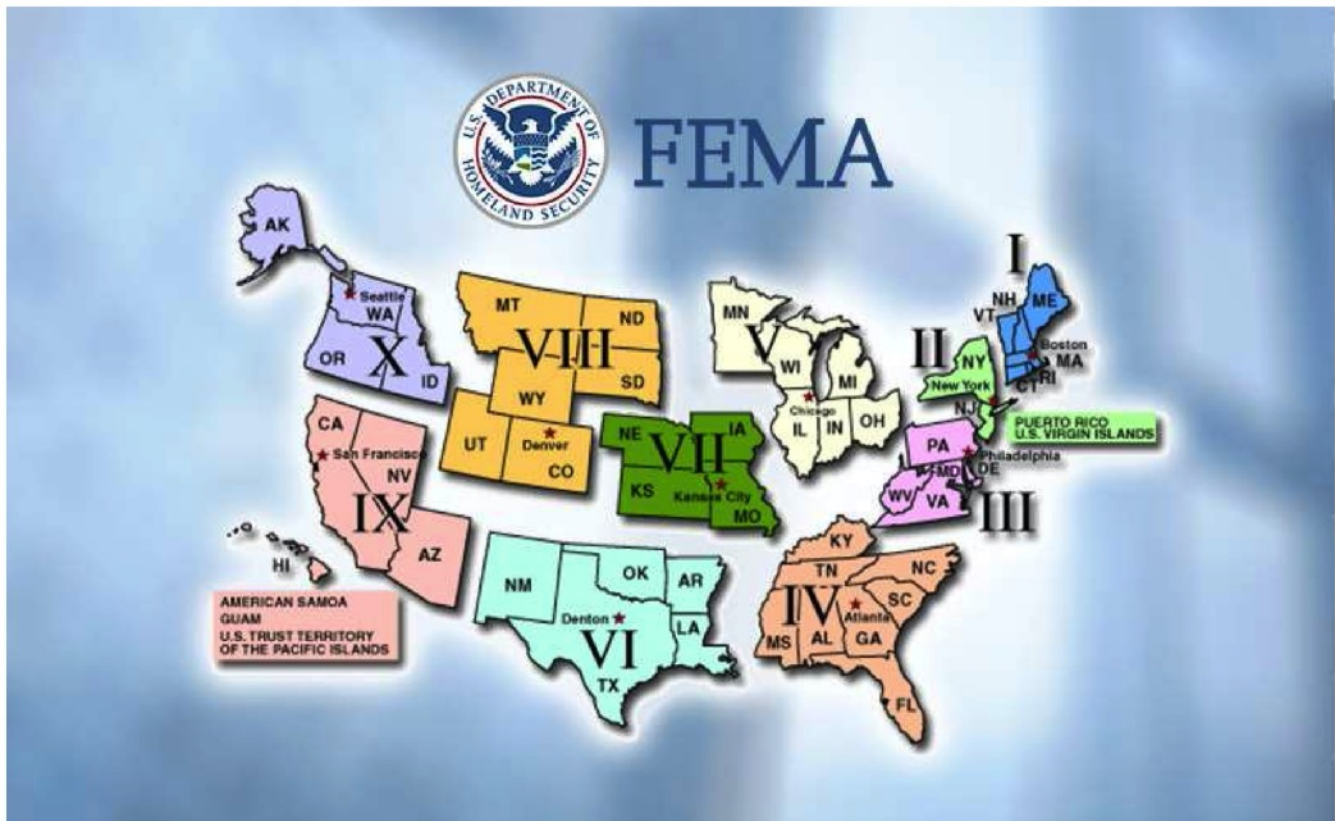 U.S. DEPARTMENT OF HOMELAND SECURITY
FEMA
AK
Seattle
WA
OR
ID
X
MT
ND
VIII
SD
WY
UT
Denver
CO
MN
V
WI
MI
Chicago
IL
IN
OH
I
NH
ME
VT
Boston
MA
RI
CT
II
NY
New York
NJ
PUERTO RICO
U.S. VIRGIN ISLANDS
PA
Philadelphia
DE
MD
WV
VA
III
CA
San Francisco
NV
IX
AZ
HI
AMERICAN SAMOA
GUAM
U.S. TRUST TERRITORY
OF THE PACIFIC ISLANDS
NE
IA
VII
KS
Kansas City
MO
NM
OK
AR
Denton
LA
VI
TX
KY
TN
NC
IV
SC
Atlanta
MS
AL
GA
FL